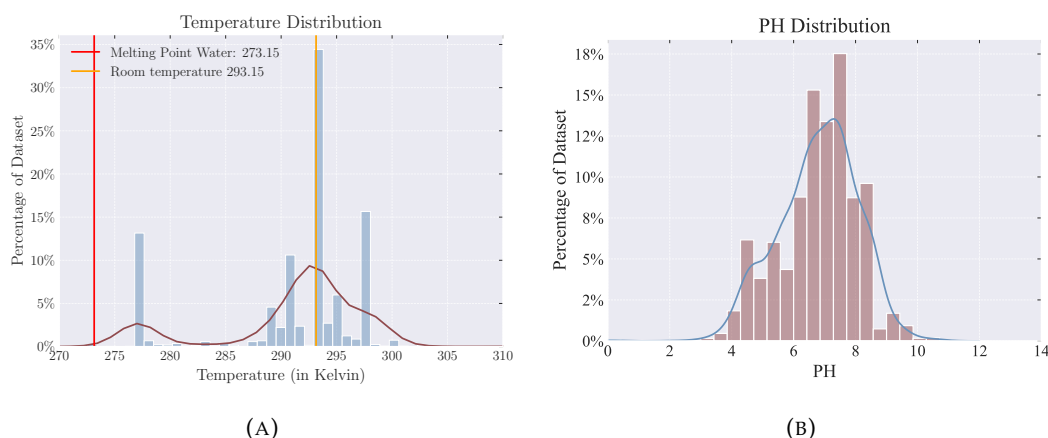 Temperature Distribution
35%
30%
25%
20%
15%
10%
5%
0%
Percentage of Dataset
Melting Point Water: 273.15
Room temperature 293.15
270 275 280 285 290 295 300 305 310
Temperature (in Kelvin)
(A)
PH Distribution
18%
15%
12%
10%
8%
5%
2%
0%
Percentage of Dataset
0 2 4 6 8 10 12 14
PH
(B)